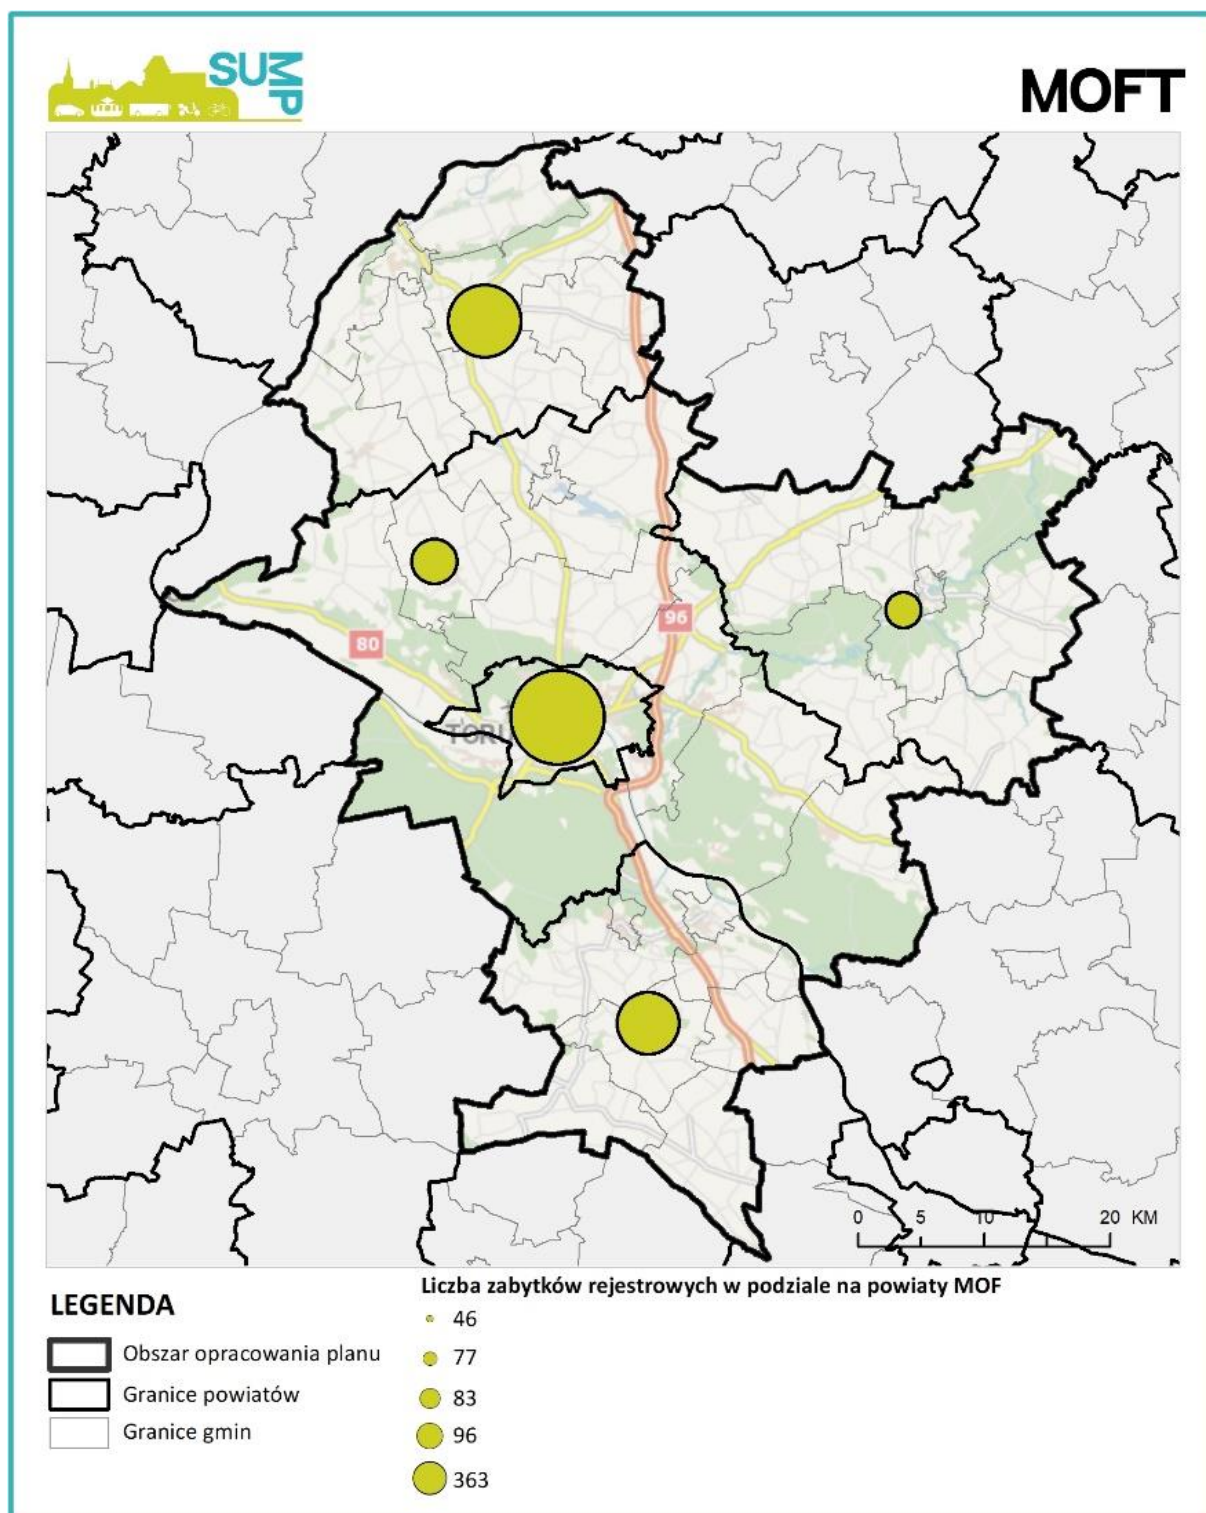 SUMP
MOFT
80
96
TORU
0 5 10 20 KM
LEGENDA
Obszar opracowania planu
Granice powiatów
Granice gmin
Liczba zabytków rejestrowych w podziale na powiaty MOF
46
77
83
96
363